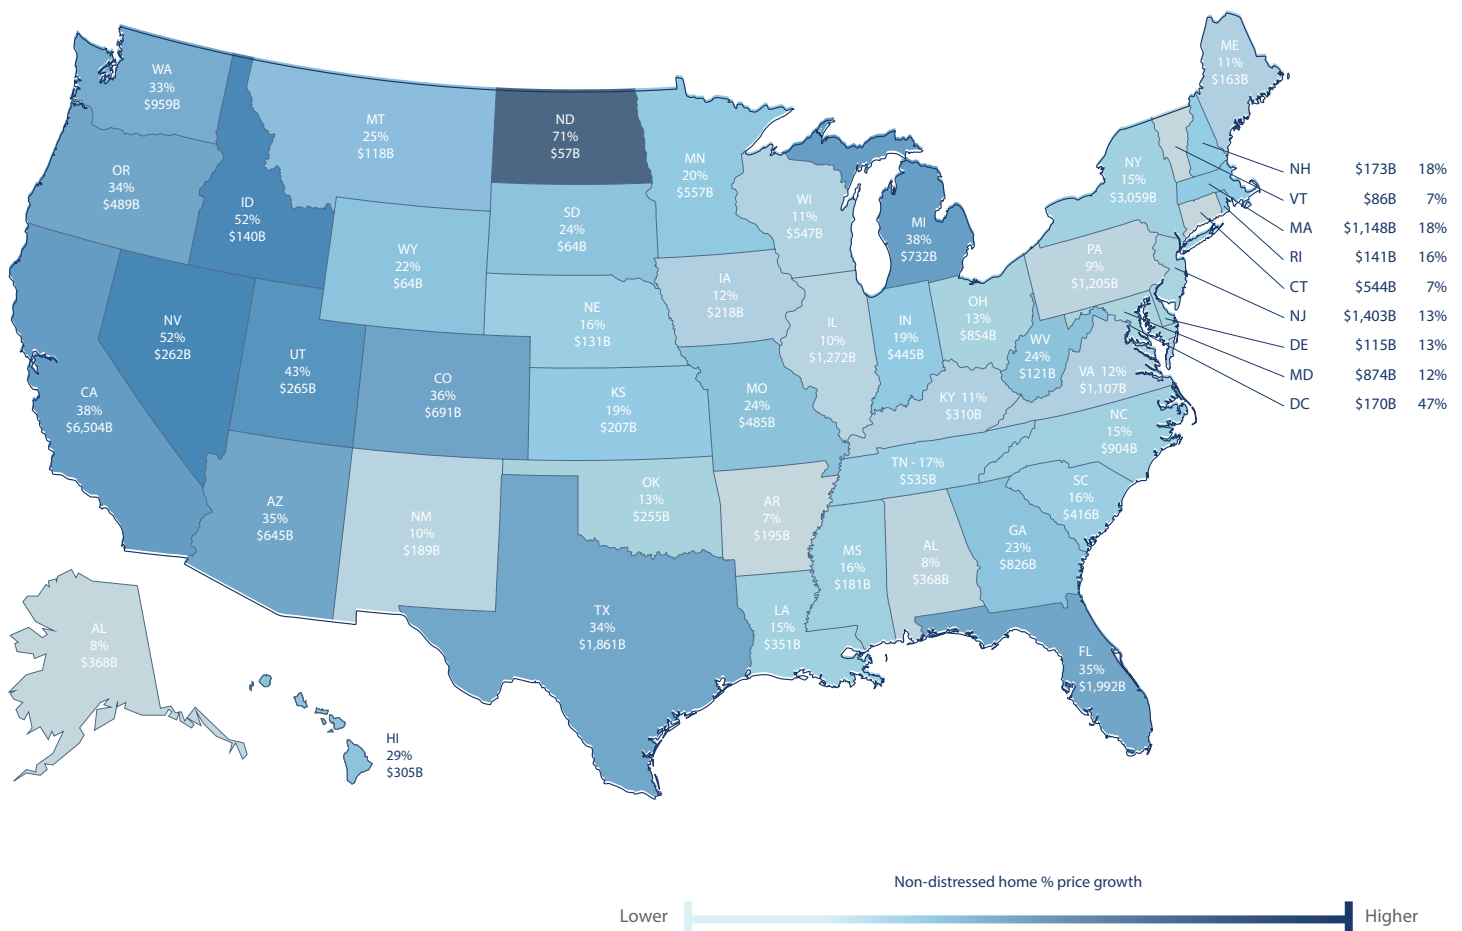 ME
11%
$163B
WA
33%
$959B
MT
25%
$118B
ND
71%
$57B
MN
20%
$557B
OR
34%
$489B
ID
52%
$140B
SD
24%
$64B
WI
11%
$547B
MI
38%
$732B
NY
15%
$3,059B
NH $173B 18%
VT $86B 7%
MA $1,148B 18%
RI $141B 16%
CT $544B 7%
NJ $1,403B 13%
DE $115B 13%
MD $874B 12%
DC $170B 47%
WY
22%
$64B
IA
12%
$218B
PA
9%
$1,205B
NV
52%
$262B
UT
43%
$265B
NE
16%
$131B
IL
10%
$1,272B
IN
19%
$445B
OH
13%
$854B
WV
24%
$121B
VA 12%
$1,107B
CA
38%
$6,504B
CO
36%
$691B
KS
19%
$207B
MO
24%
$485B
KY 11%
$310B
NC
15%
$904B
TN - 17%
$535B
SC
16%
$416B
AZ
35%
$645B
NM
10%
$189B
OK
13%
$255B
AR
7%
$195B
MS
16%
$181B
AL
8%
$368B
GA
23%
$826B
TX
34%
$1,861B
LA
15%
$351B
FL
35%
$1,992B
AL
8%
$368B
HI
29%
$305B
Non-distressed home % price growth
Lower
Higher